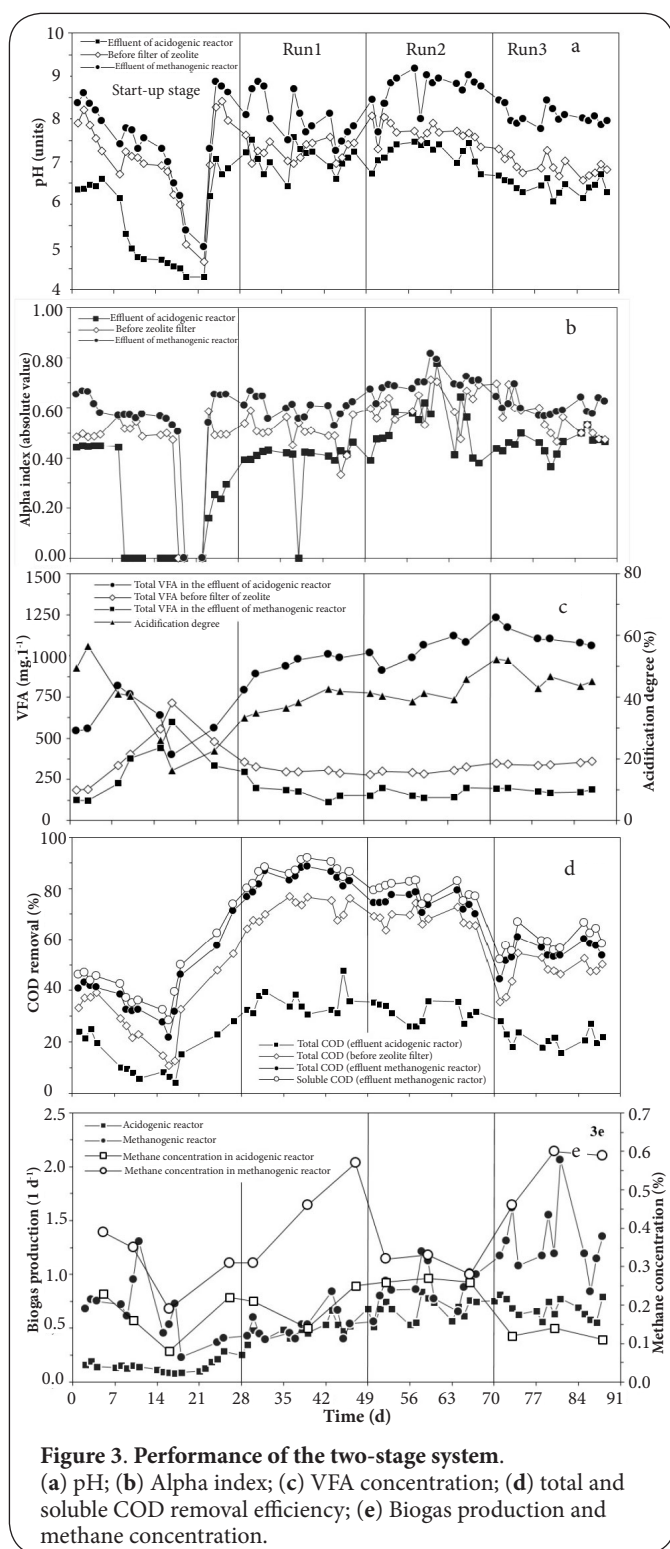 Effluent of acidogenic reactor
Before filter of zeolite
Effluent of methanogenic reactor
Start-up stage
Run1
Run2
Run3
a
pH (units)
10
9
8
7
6
5
4
Effluent of acidogenic reactor
Before zeolite filter
Effluent of methanogenic reactor
b
Alpha index (absolute value)
1.00
0.80
0.60
0.40
0.20
0.00
Total VFA in the effluent of acidogenic reactor
Total VFA before filter of zeolite
Total VFA in the effluent of methanogenic reactor
Acidification degree
c
VFA (mg.l⁻¹)
1500
1250
1000
750
500
250
0
Acidification degree (%)
80
60
40
20
0
d
COD removal (%)
100
80
60
40
20
0
Total COD (effluent acidogenic ractor)
Total COD (before zeolite filter)
Total COD (effluent methanogenic ractor)
Soluble COD (effluent methanogenic ractor)
Acidogenic reactor
Methanogenic reactor
Methane concentration in acidogenic reactor
Methane concentration in methanogenic reactor
3e
e
Biogas production (1 d⁻¹)
2.5
2.0
1.5
1.0
0.5
0.0
Methane concentration (%)
0.7
0.6
0.5
0.4
0.3
0.2
0.1
0.0
0 7 14 21 28 35 42 49 56 63 70 77 84 91
Time (d)
Figure 3. Performance of the two-stage system.
(a) pH; (b) Alpha index; (c) VFA concentration; (d) total and
soluble COD removal efficiency; (e) Biogas production and
methane concentration.